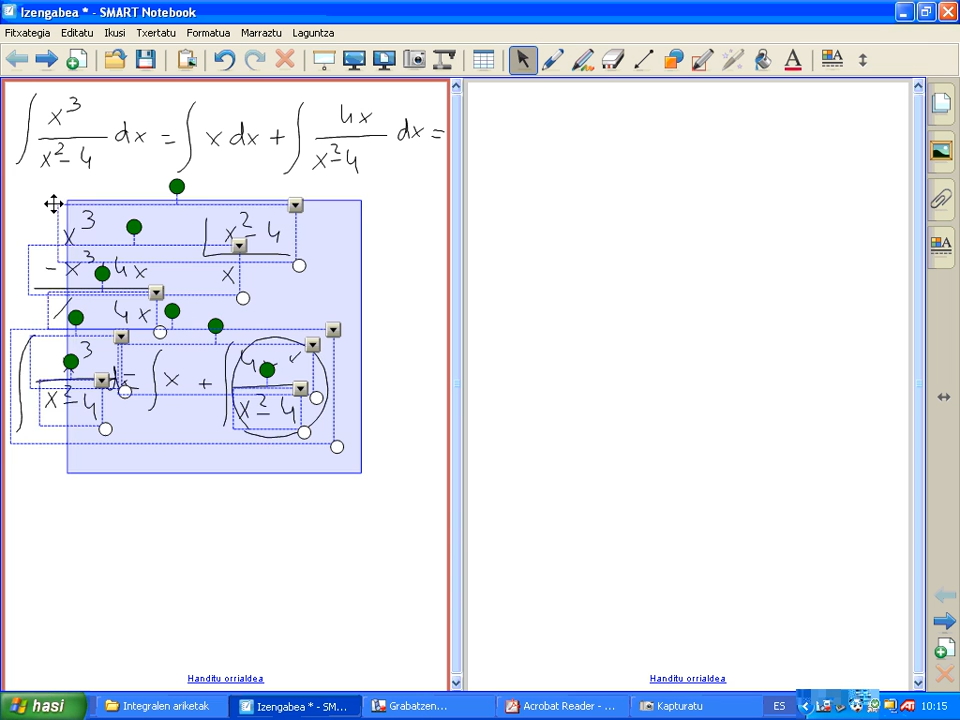 Izengabea * - SMART Notebook
Fitxategia Editatu Ikusi Txertatu Formatua Marraztu Laguntza
∫ x³/(x²-4) dx = ∫ x dx + ∫ 4x/(x²-4) dx =
x³ x²-4
- x³ 4x x
4x
∫ x³/(x²-4) dx = ∫ x + ∫ 4x/(x²-4)
Handitu orrialdea Handitu orrialdea
hasi Integralen ariketak Izengabea * - SM... Grabatzen... Acrobat Reader - ... Kapturatu ES 10:15